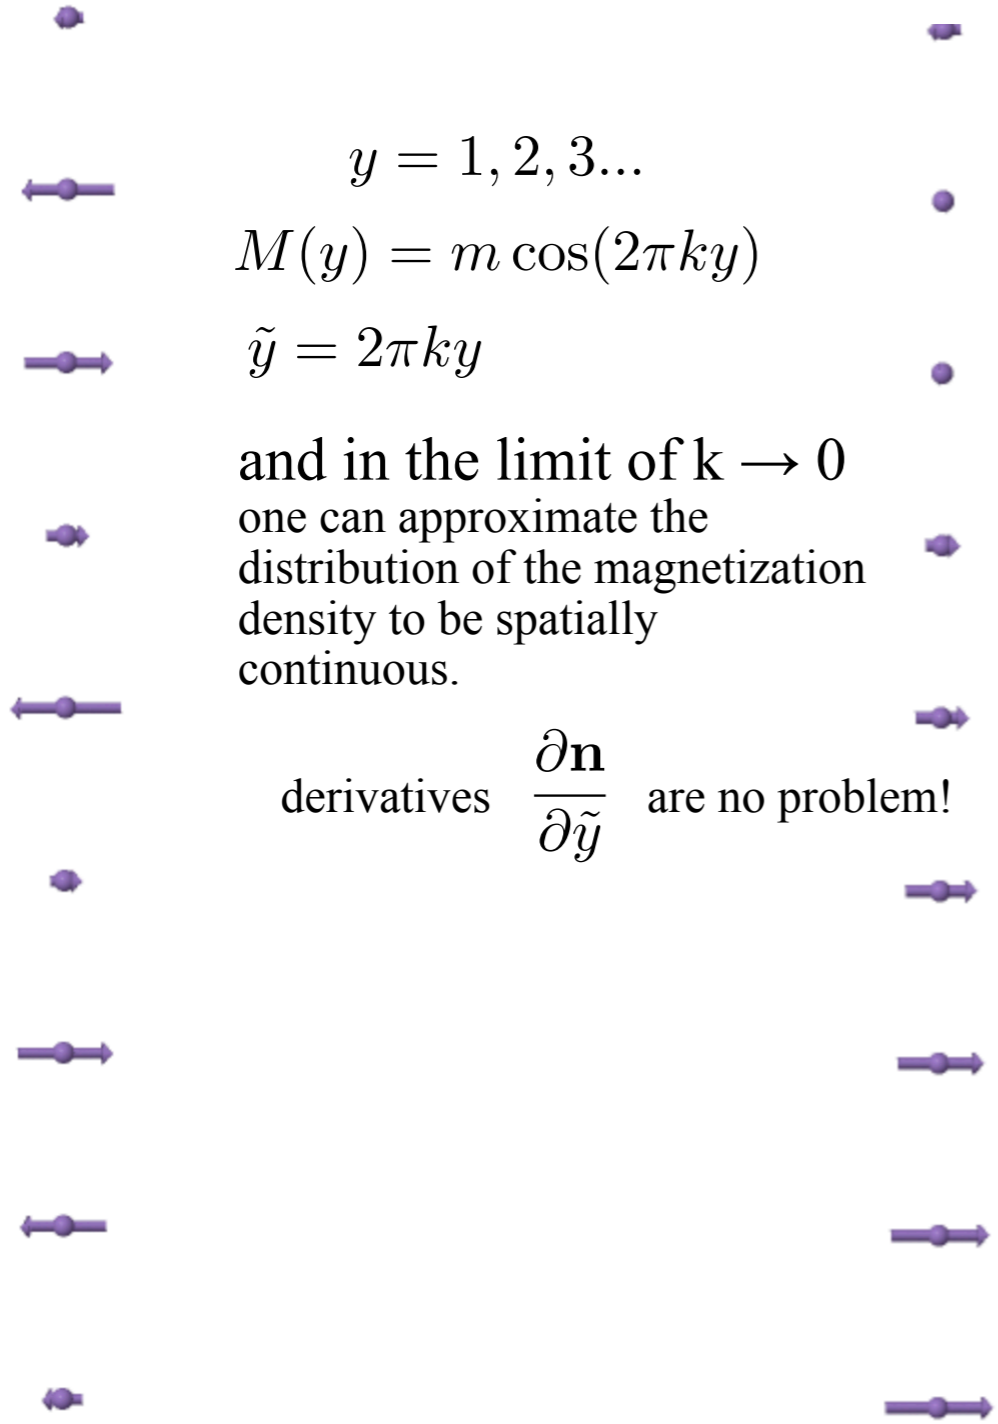 y = 1, 2, 3...
M(y) = m cos(2πky)
ỹ = 2πky
and in the limit of k → 0
one can approximate the
distribution of the magnetization
density to be spatially
continuous.
derivatives ∂n/∂ỹ are no problem!